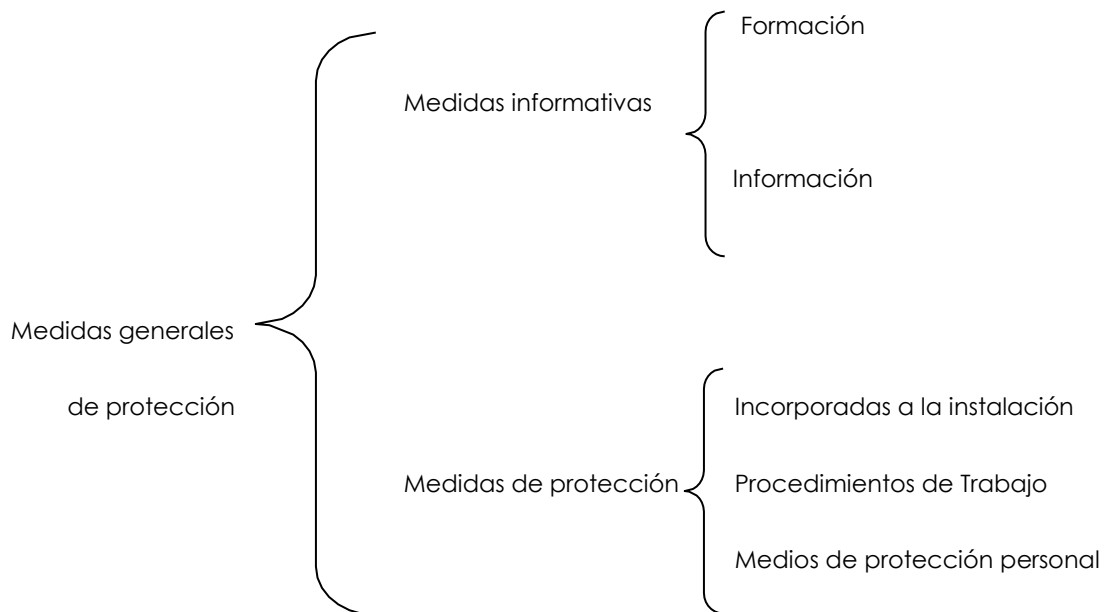 Formación
Medidas informativas
Información
Medidas generales
de protección
Incorporadas a la instalación
Medidas de protección
Procedimientos de Trabajo
Medios de protección personal